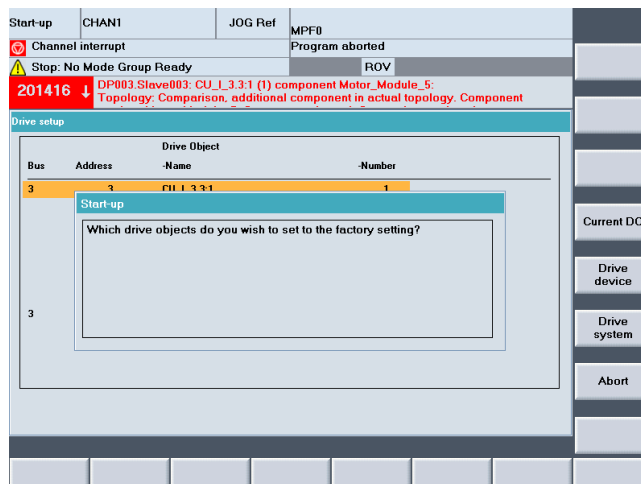 Start-up CHAN1 JOG Ref MPF0
Channel interrupt Program aborted
Stop: No Mode Group Ready ROV
201416 ↓ DP003.Slave003: CU_I_3.3:1 (1) component Motor_Module_5:
Topology: Comparison, additional component in actual topology. Component
Drive setup
Drive Object
Bus Address -Name -Number
3 3 CU_I_3.3:1 1
Start-up
Which drive objects do you wish to set to the factory setting?
3
Current DO
Drive
device
Drive
system
Abort